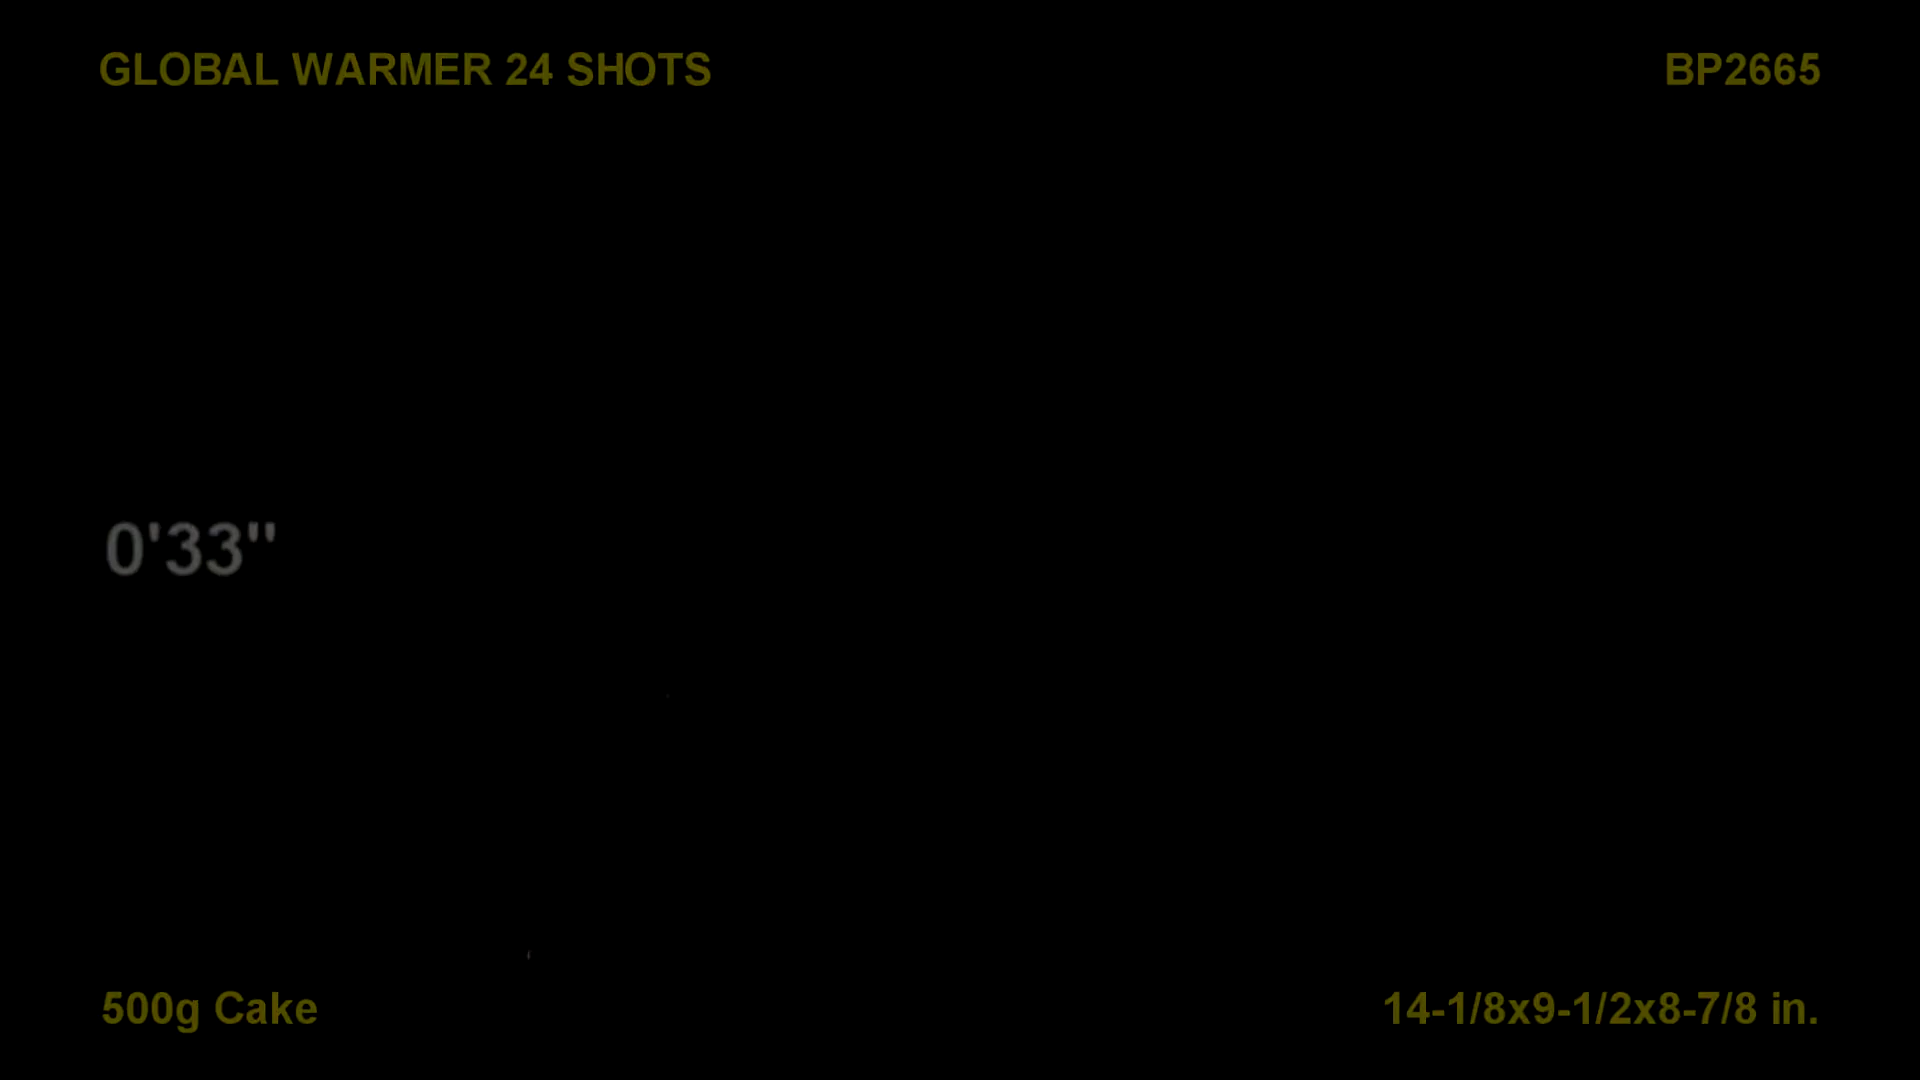 GLOBAL WARMER 24 SHOTS
BP2665
0'33"
500g Cake
14-1/8x9-1/2x8-7/8 in.